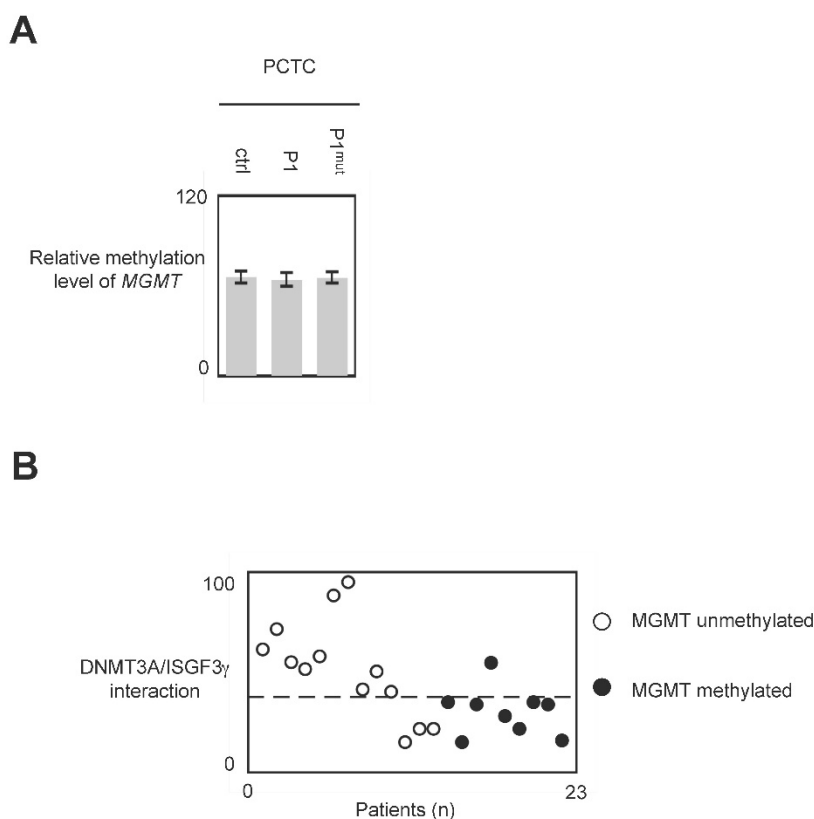 A
PCTC
ctrl
P1
P1mut
120
Relative methylation
level of MGMT
0
B
100
DNMT3A/ISGF3γ
interaction
0
0
23
Patients (n)
MGMT unmethylated
MGMT methylated